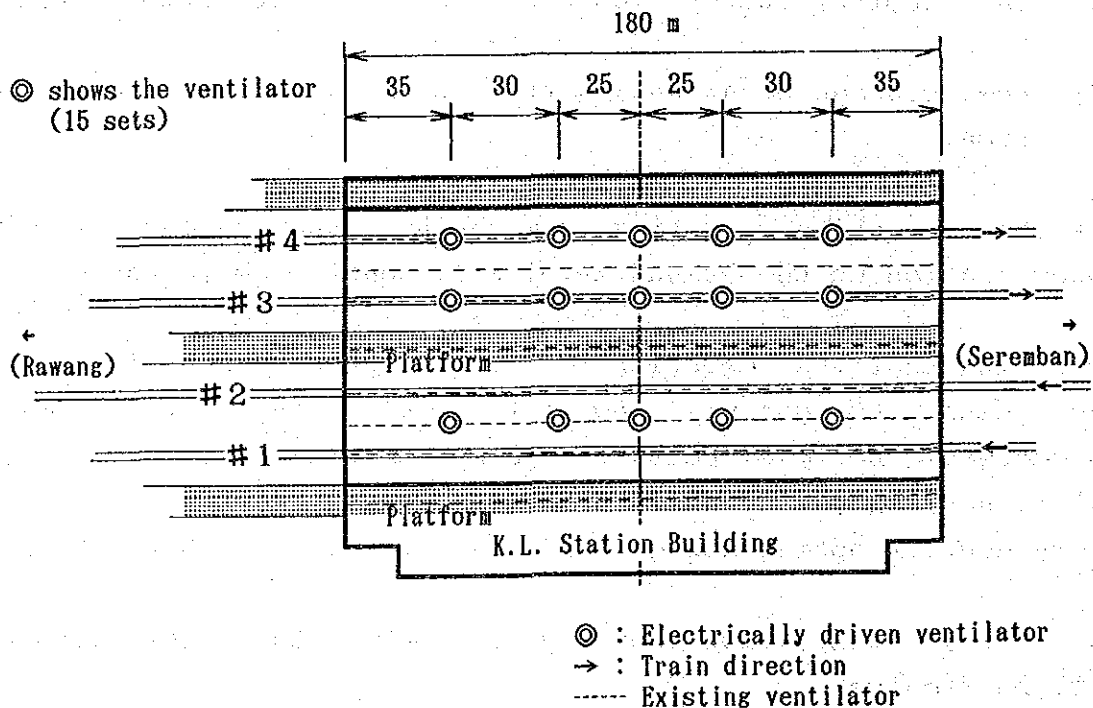 180 m
◎ shows the ventilator
(15 sets)
35 30 25 25 30 35
#4
#3
(Rawang)
Platform
(Seremban)
#2
#1
Platform
K.L. Station Building
◎ : Electrically driven ventilator
→ : Train direction
----- Existing ventilator